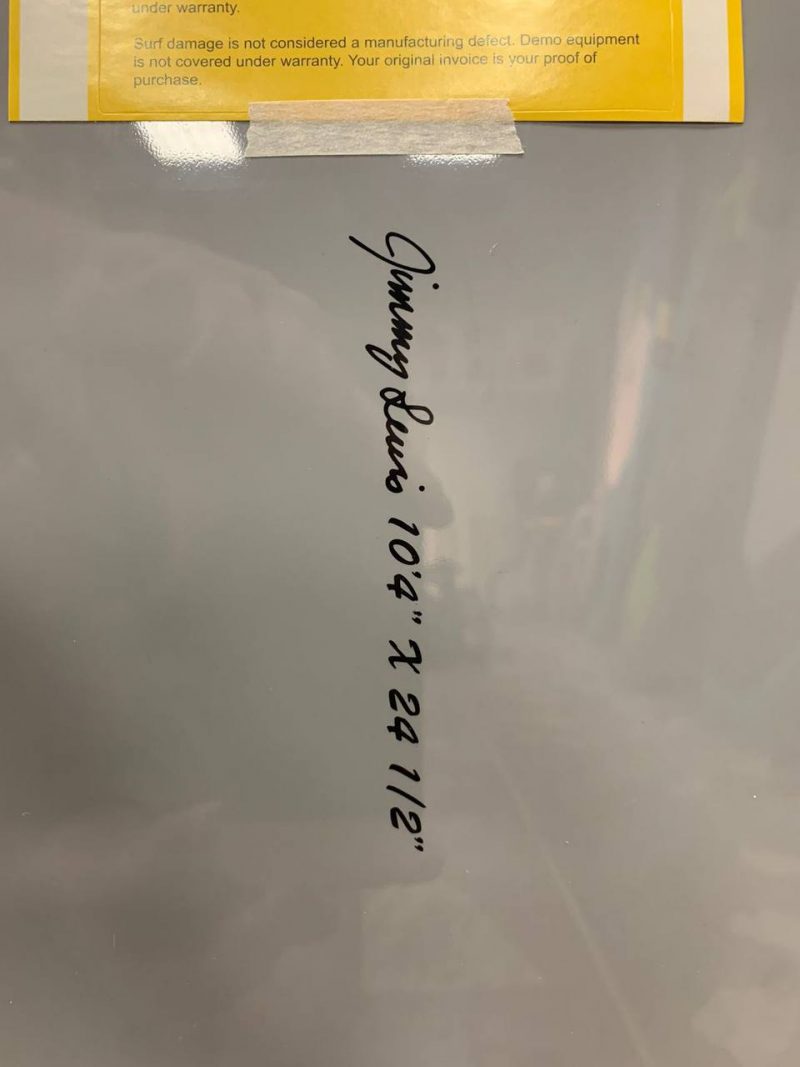 under warranty.
Surf damage is not considered a manufacturing defect. Demo equipment
is not covered under warranty. Your original invoice is your proof of
purchase.
Jimmy Lewis 10'4" X 24 1/2"